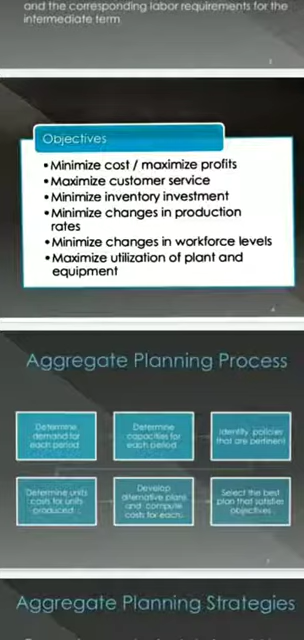 and the corresponding labor requirements for the
intermediate term.
Objectives
• Minimize cost / maximize profits
• Maximize customer service
• Minimize inventory investment
• Minimize changes in production
rates
• Minimize changes in workforce levels
• Maximize utilization of plant and
equipment
Aggregate Planning Process
Determine
demand for
each period
Determine
capacities for
each period
Identify policies
that are pertinent
Determine units
costs for units
produced
Develop
alternative plans
and compute
costs for each
Select the best
plan that satisfies
objectives
Aggregate Planning Strategies